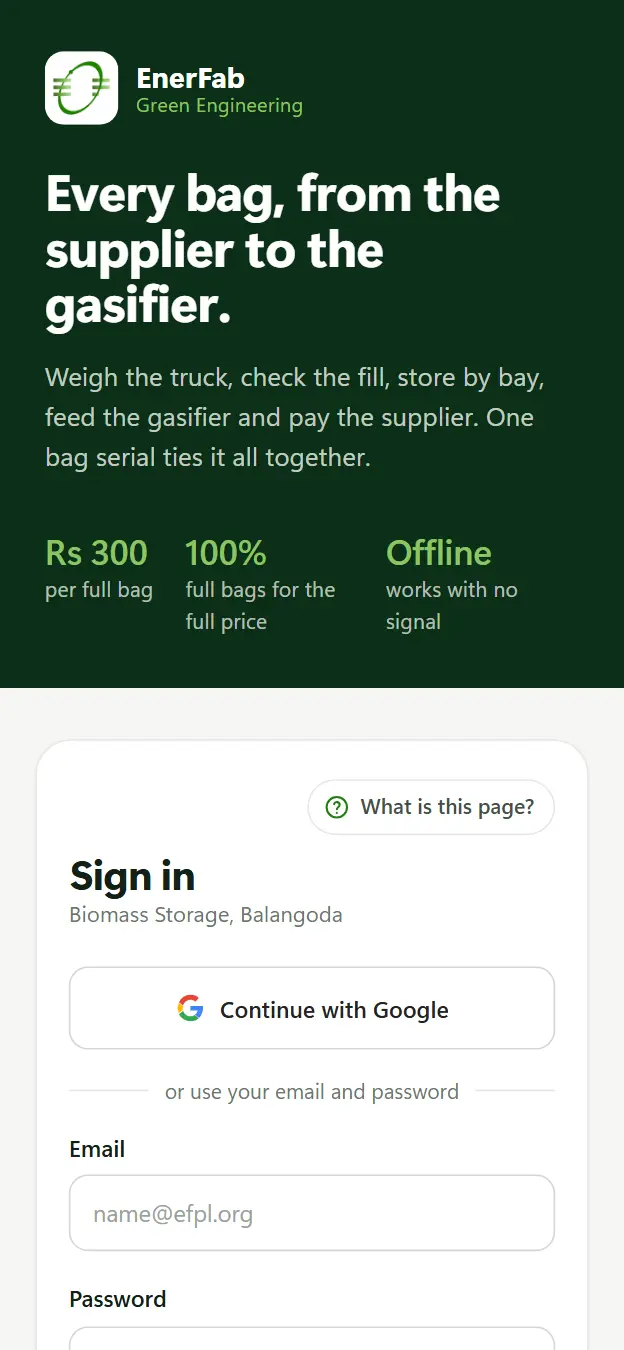 EnerFab
Green Engineering
Every bag, from the
supplier to the
gasifier.
Weigh the truck, check the fill, store by bay,
feed the gasifier and pay the supplier. One
bag serial ties it all together.
Rs 300
per full bag
100%
full bags for the
full price
Offline
works with no
signal
What is this page?
Sign in
Biomass Storage, Balangoda
Continue with Google
or use your email and password
Email
name@efpl.org
Password